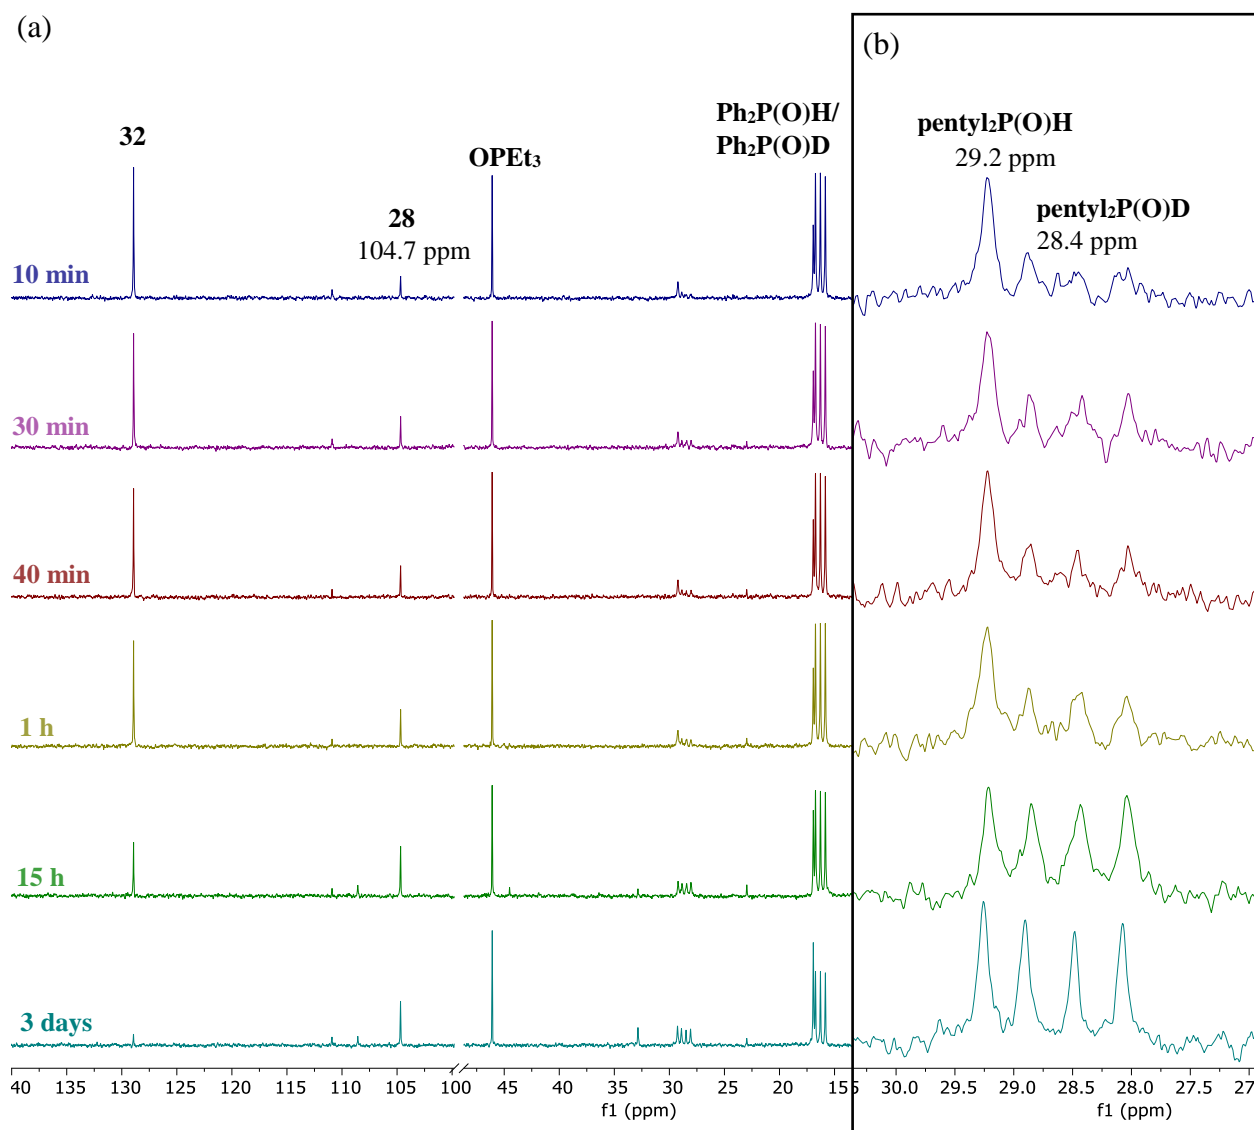 (a)
(b)
32
28
104.7 ppm
OPEt₃
Ph₂P(O)H/
Ph₂P(O)D
pentyl₂P(O)H
29.2 ppm
pentyl₂P(O)D
28.4 ppm
10 min
30 min
40 min
1 h
15 h
3 days
40 135 130 125 120 115 110 105 100 45 40 35 30 25 20 15
f1 (ppm)
30.0 29.5 29.0 28.5 28.0 27.5 27
f1 (ppm)